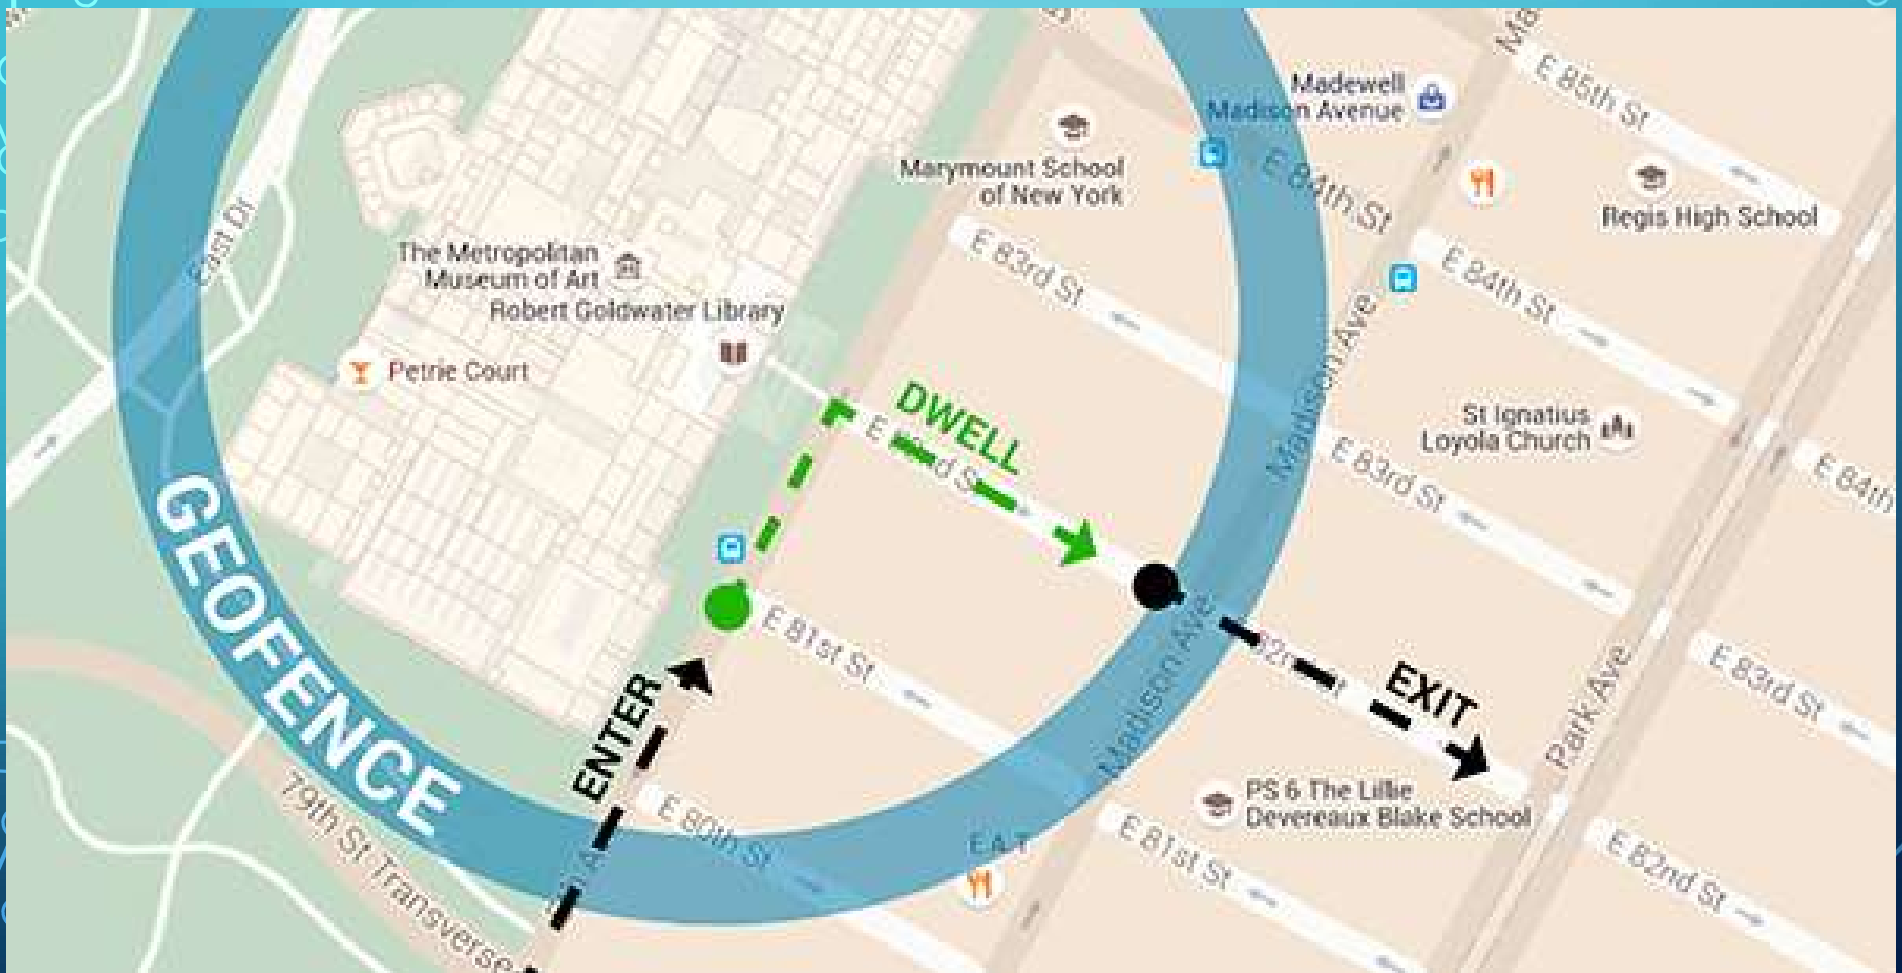 E 85th St
Madewell
Madison Avenue
Marymount School
of New York
E 84th St
Regis High School
East Dr
The Metropolitan
Museum of Art
E 83rd St
E 84th St
Robert Goldwater Library
Madison Ave
Petrie Court
DWELL
St Ignatius
Loyola Church
E 83rd St
E 84th
GEOFENCE
E 81st St
ENTER
Madison Ave
EXIT
Park Ave
E 83rd St
79th St Transverse
E 80th St
PS 6 The Lillie
Devereaux Blake School
E.A.T
E 81st St
E 82nd St